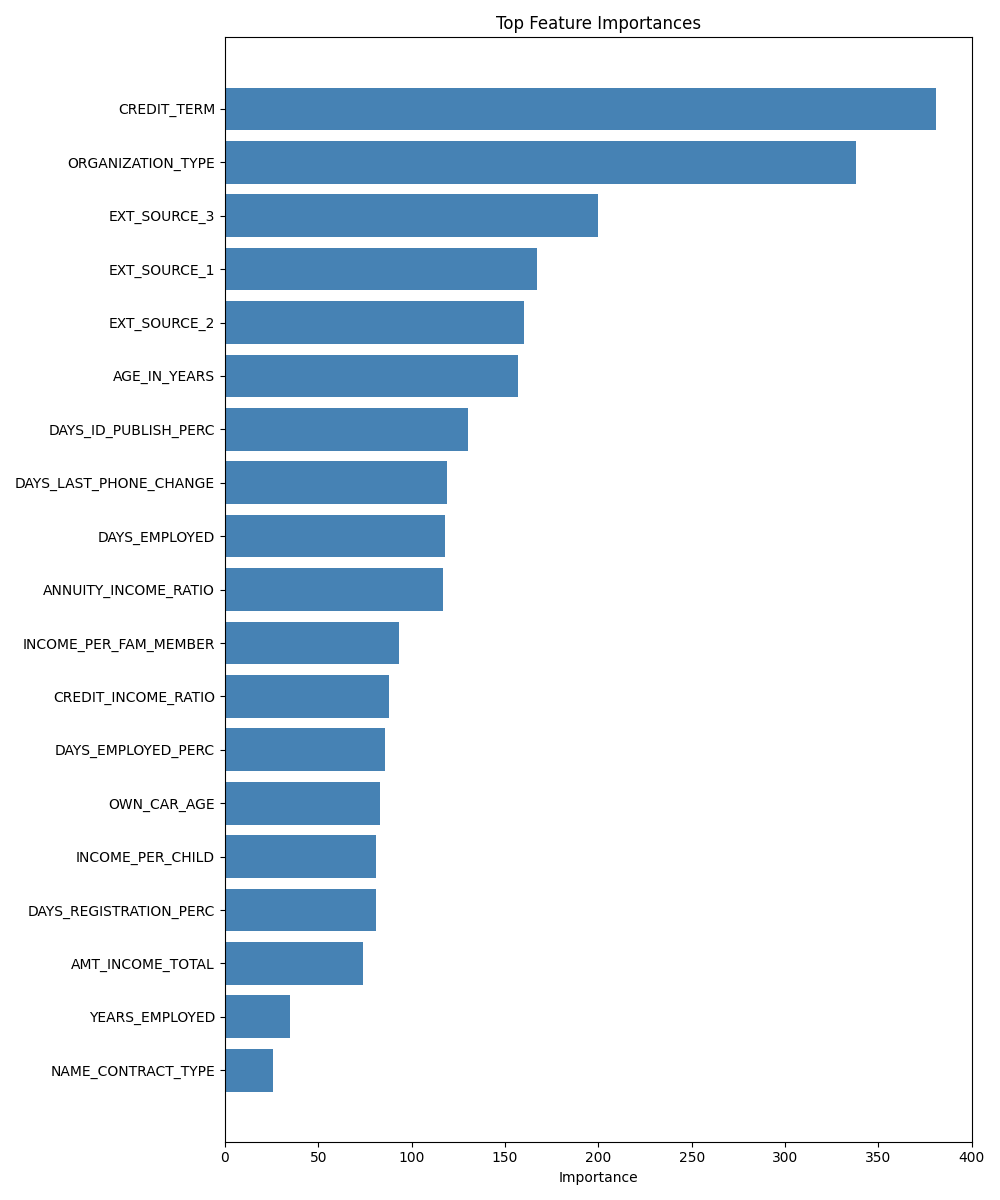 Top Feature Importances
CREDIT_TERM
ORGANIZATION_TYPE
EXT_SOURCE_3
EXT_SOURCE_1
EXT_SOURCE_2
AGE_IN_YEARS
DAYS_ID_PUBLISH_PERC
DAYS_LAST_PHONE_CHANGE
DAYS_EMPLOYED
ANNUITY_INCOME_RATIO
INCOME_PER_FAM_MEMBER
CREDIT_INCOME_RATIO
DAYS_EMPLOYED_PERC
OWN_CAR_AGE
INCOME_PER_CHILD
DAYS_REGISTRATION_PERC
AMT_INCOME_TOTAL
YEARS_EMPLOYED
NAME_CONTRACT_TYPE
0 50 100 150 200 250 300 350 400
Importance